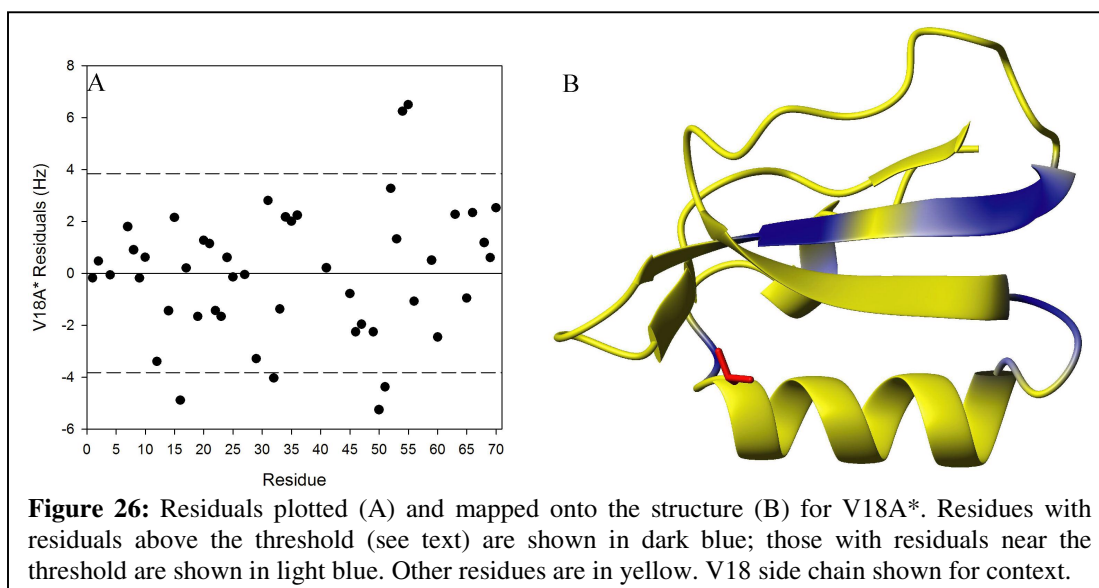 A
B
8
6
4
2
0
-2
-4
-6
V18A* Residuals (Hz)
0 5 10 15 20 25 30 35 40 45 50 55 60 65 70
Residue
Figure 26: Residuals plotted (A) and mapped onto the structure (B) for V18A*. Residues with
residuals above the threshold (see text) are shown in dark blue; those with residuals near the
threshold are shown in light blue. Other residues are in yellow. V18 side chain shown for context.